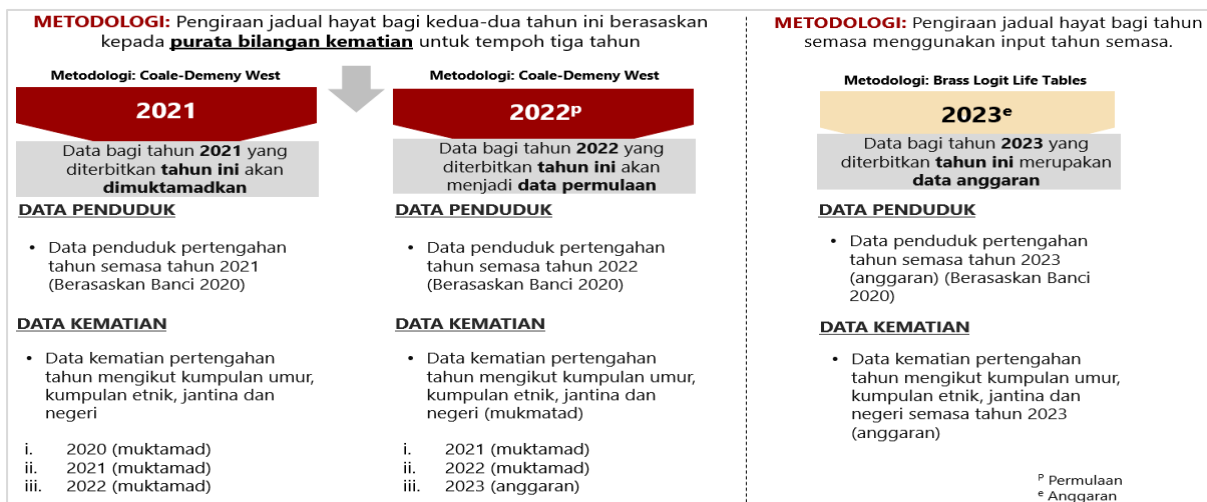 METODOLOGI: Pengiraan jadual hayat bagi kedua-dua tahun ini berasaskan
kepada purata bilangan kematian untuk tempoh tiga tahun
Metodologi: Coale-Demeny West
2021
Data bagi tahun 2021 yang
diterbitkan tahun ini akan
dimuktamadkan
DATA PENDUDUK
• Data penduduk pertengahan
tahun semasa tahun 2021
(Berasaskan Banci 2020)
DATA KEMATIAN
• Data kematian pertengahan
tahun mengikut kumpulan umur,
kumpulan etnik, jantina dan
negeri
i. 2020 (muktamad)
ii. 2021 (muktamad)
iii. 2022 (muktamad)
Metodologi: Coale-Demeny West
2022ᵖ
Data bagi tahun 2022 yang
diterbitkan tahun ini akan
menjadi data permulaan
DATA PENDUDUK
• Data penduduk pertengahan
tahun semasa tahun 2022
(Berasaskan Banci 2020)
DATA KEMATIAN
• Data kematian pertengahan
tahun mengikut kumpulan umur,
kumpulan etnik, jantina dan
negeri (mukmatad)
i. 2021 (muktamad)
ii. 2022 (muktamad)
iii. 2023 (anggaran)
METODOLOGI: Pengiraan jadual hayat bagi tahun
semasa menggunakan input tahun semasa.
Metodologi: Brass Logit Life Tables
2023ᵉ
Data bagi tahun 2023 yang
diterbitkan tahun ini merupakan
data anggaran
DATA PENDUDUK
• Data penduduk pertengahan
tahun semasa tahun 2023
(anggaran) (Berasaskan Banci
2020)
DATA KEMATIAN
• Data kematian pertengahan
tahun mengikut kumpulan umur,
kumpulan etnik, jantina dan
negeri semasa tahun 2023
(anggaran)
ᴾ Permulaan
ᵉ Anggaran